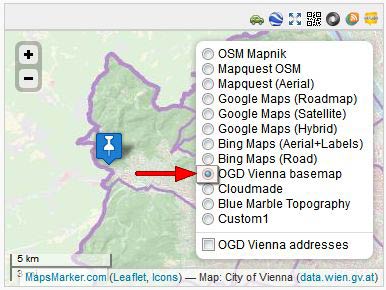 +
−
OSM Mapnik
Mapquest OSM
Mapquest (Aerial)
Google Maps (Roadmap)
Google Maps (Satellite)
Google Maps (Hybrid)
Bing Maps (Aerial+Labels)
Bing Maps (Road)
OGD Vienna basemap
Cloudmade
Blue Marble Topography
Custom1
OGD Vienna addresses
5 km
3
MapsMarker.com (Leaflet, Icons) — Map: City of Vienna (data.wien.gv.at)